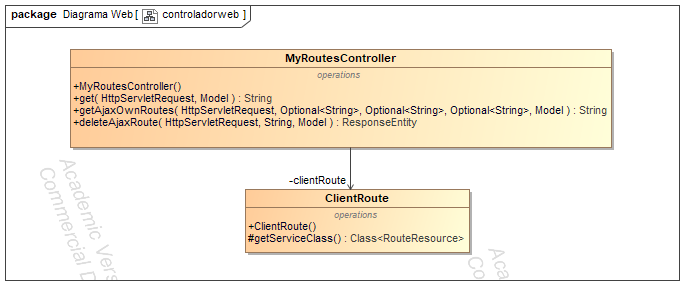 package Diagrama Web [ controladorweb ]
MyRoutesController
operations
+MyRoutesController()
+get( HttpServletRequest, Model ) : String
+getAjaxOwnRoutes( HttpServletRequest, Optional<String>, Optional<String>, Optional<String>, Model ) : String
+deleteAjaxRoute( HttpServletRequest, String, Model ) : ResponseEntity
-clientRoute
ClientRoute
operations
+ClientRoute()
#getServiceClass() : Class<RouteResource>
Academic Vers
Commercial D
Ac
Co